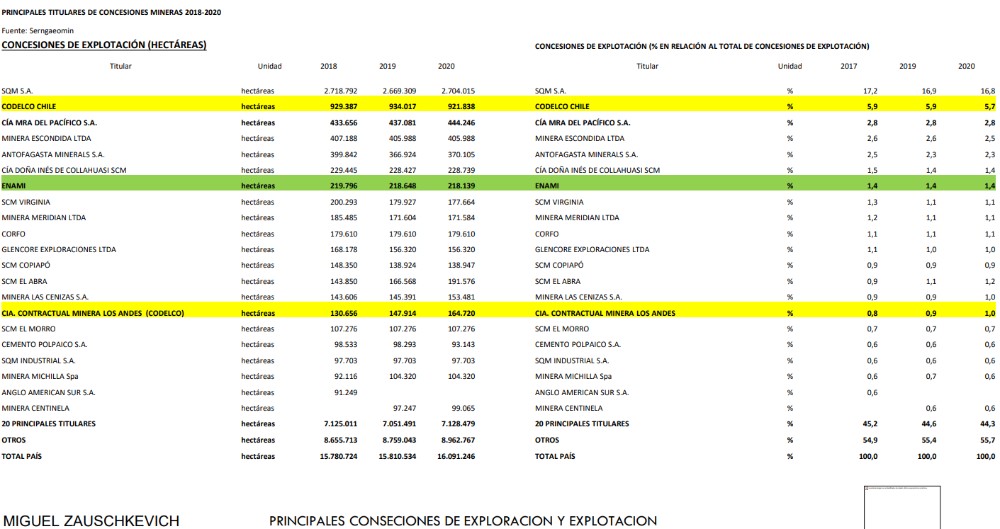 PRINCIPALES TITULARES DE CONCESIONES MINERAS 2018-2020
Fuente: Serngaeomin
CONCESIONES DE EXPLOTACIÓN (HECTÁREAS) CONCESIONES DE EXPLOTACIÓN (% EN RELACIÓN AL TOTAL DE CONCESIONES DE EXPLOTACIÓN)
Titular Unidad 2018 2019 2020 Titular Unidad 2017 2019 2020
SQM S.A. hectáreas 2.718.792 2.669.309 2.704.015 SQM S.A. % 17,2 16,9 16,8
CODELCO CHILE hectáreas 929.387 934.017 921.838 CODELCO CHILE % 5,9 5,9 5,7
CÍA MRA DEL PACÍFICO S.A. hectáreas 433.656 437.081 444.246 CÍA MRA DEL PACÍFICO S.A. % 2,8 2,8 2,8
MINERA ESCONDIDA LTDA hectáreas 407.188 405.988 405.988 MINERA ESCONDIDA LTDA % 2,6 2,6 2,5
ANTOFAGASTA MINERALS S.A. hectáreas 399.842 366.924 370.105 ANTOFAGASTA MINERALS S.A. % 2,5 2,3 2,3
CÍA DOÑA INÉS DE COLLAHUASI SCM hectáreas 229.445 228.427 228.739 CÍA DOÑA INÉS DE COLLAHUASI SCM % 1,5 1,4 1,4
ENAMI hectáreas 219.796 218.648 218.139 ENAMI % 1,4 1,4 1,4
SCM VIRGINIA hectáreas 200.293 179.927 177.664 SCM VIRGINIA % 1,3 1,1 1,1
MINERA MERIDIAN LTDA hectáreas 185.485 171.604 171.584 MINERA MERIDIAN LTDA % 1,2 1,1 1,1
CORFO hectáreas 179.610 179.610 179.610 CORFO % 1,1 1,1 1,1
GLENCORE EXPLORACIONES LTDA hectáreas 168.178 156.320 156.320 GLENCORE EXPLORACIONES LTDA % 1,1 1,0 1,0
SCM COPIAPÓ hectáreas 148.350 138.924 138.947 SCM COPIAPÓ % 0,9 0,9 0,9
SCM EL ABRA hectáreas 143.850 166.568 191.576 SCM EL ABRA % 0,9 1,1 1,2
MINERA LAS CENIZAS S.A. hectáreas 143.606 145.391 153.481 MINERA LAS CENIZAS S.A. % 0,9 0,9 1,0
CIA. CONTRACTUAL MINERA LOS ANDES (CODELCO) hectáreas 130.656 147.914 164.720 CIA. CONTRACTUAL MINERA LOS ANDES % 0,8 0,9 1,0
SCM EL MORRO hectáreas 107.276 107.276 107.276 SCM EL MORRO % 0,7 0,7 0,7
CEMENTO POLPAICO S.A. hectáreas 98.533 98.293 93.143 CEMENTO POLPAICO S.A. % 0,6 0,6 0,6
SQM INDUSTRIAL S.A. hectáreas 97.703 97.703 97.703 SQM INDUSTRIAL S.A. % 0,6 0,6 0,6
MINERA MICHILLA Spa hectáreas 92.116 104.320 104.320 MINERA MICHILLA Spa % 0,6 0,7 0,6
ANGLO AMERICAN SUR S.A. hectáreas 91.249 ANGLO AMERICAN SUR S.A. % 0,6
MINERA CENTINELA hectáreas 97.247 99.065 MINERA CENTINELA % 0,6 0,6
20 PRINCIPALES TITULARES hectáreas 7.125.011 7.051.491 7.128.479 20 PRINCIPALES TITULARES % 45,2 44,6 44,3
OTROS hectáreas 8.655.713 8.759.043 8.962.767 OTROS % 54,9 55,4 55,7
TOTAL PAÍS hectáreas 15.780.724 15.810.534 16.091.246 TOTAL PAÍS % 100,0 100,0 100,0
MIGUEL ZAUSCHKEVICH PRINCIPALES CONSECIONES DE EXPLORACION Y EXPLOTACION